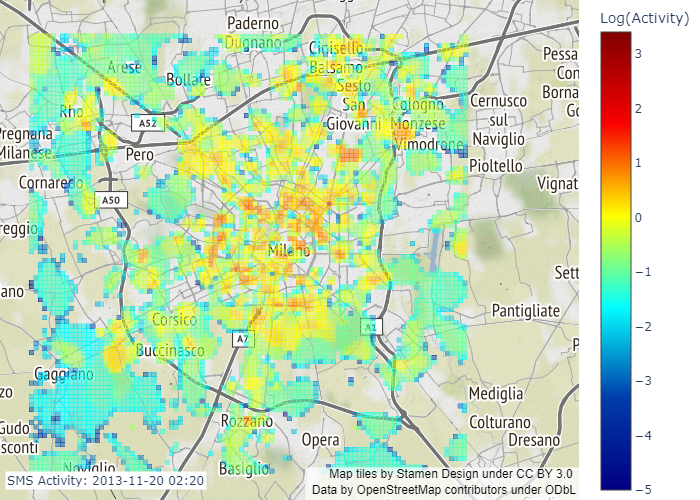 Log(Activity)
3
2
1
0
−1
−2
−3
−4
−5
Paderno
Dugnano
Cinisello
Balsamo
Arese
Bollate
Sesto
San
Giovanni
Rho
A52
Cologno
Monzese
Cernusco
sul
Naviglio
Pessa
Con
Borna
Go
Pregnana
Milanese
Pero
Vimodrone
Pioltello
Cornaredo
A50
Vignat
reggio
Milano
Sett
ano
Pantigliate
Corsico
A7
A1
Buccinasco
P
Gaggiano
zo
Mediglia
Gudo
sconti
Rozzano
Opera
Colturano
Dresano
Noviglio
Basiglio
SMS Activity: 2013-11-20 02:20
Map tiles by Stamen Design under CC BY 3.0
Data by OpenStreetMap contributors under ODbL